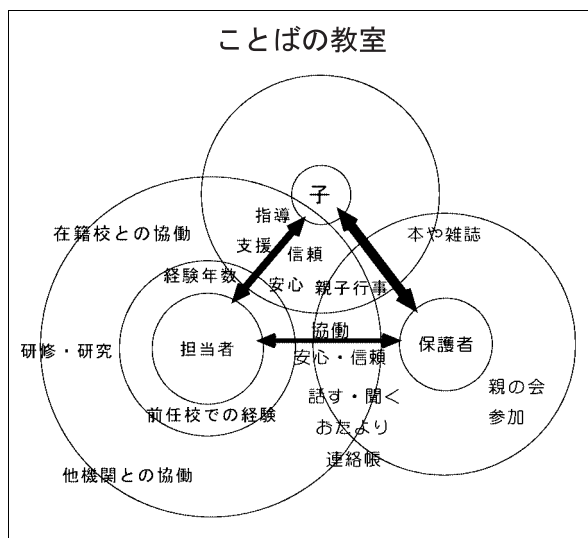 ことばの教室
子
指導
在籍校との協働
本や雑誌
支援
信頼
経験年数
安心
親子行事
協働
研修・研究
担当者
保護者
安心・信頼
親の会
参加
話す・聞く
前任校での経験
おたより
連絡帳
他機関との協働